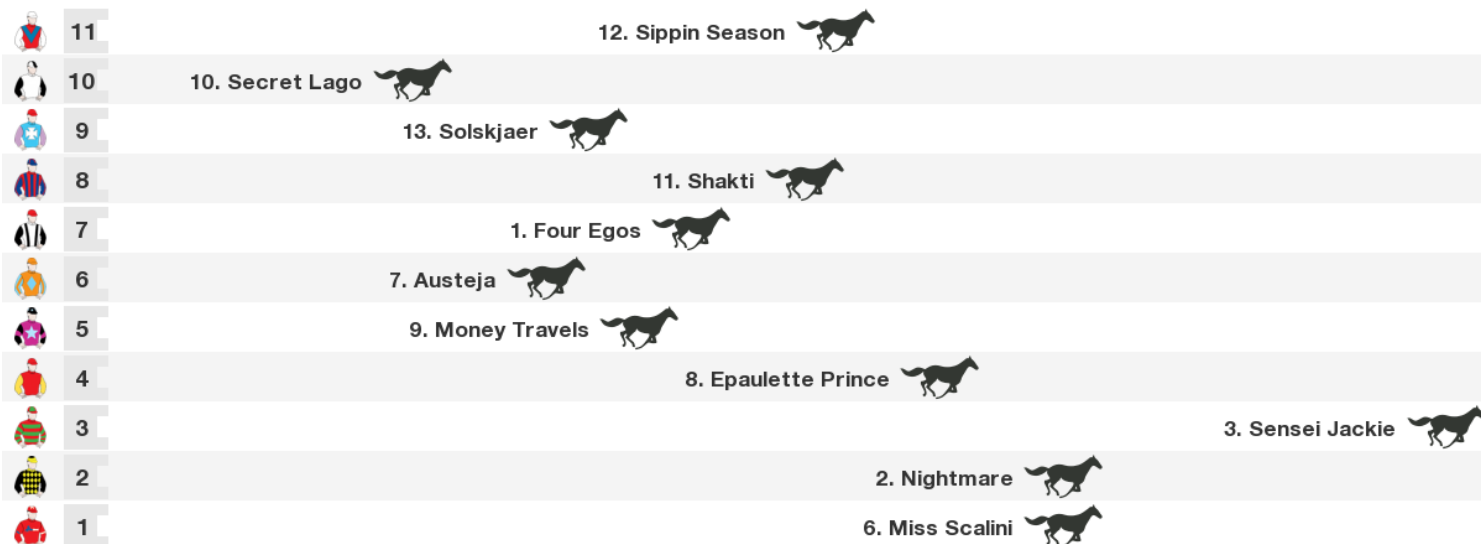 11 12. Sippin Season
10 10. Secret Lago
9 13. Solskjaer
8 11. Shakti
7 1. Four Egos
6 7. Austeja
5 9. Money Travels
4 8. Epaulette Prince
3 3. Sensei Jackie
2 2. Nightmare
1 6. Miss Scalini